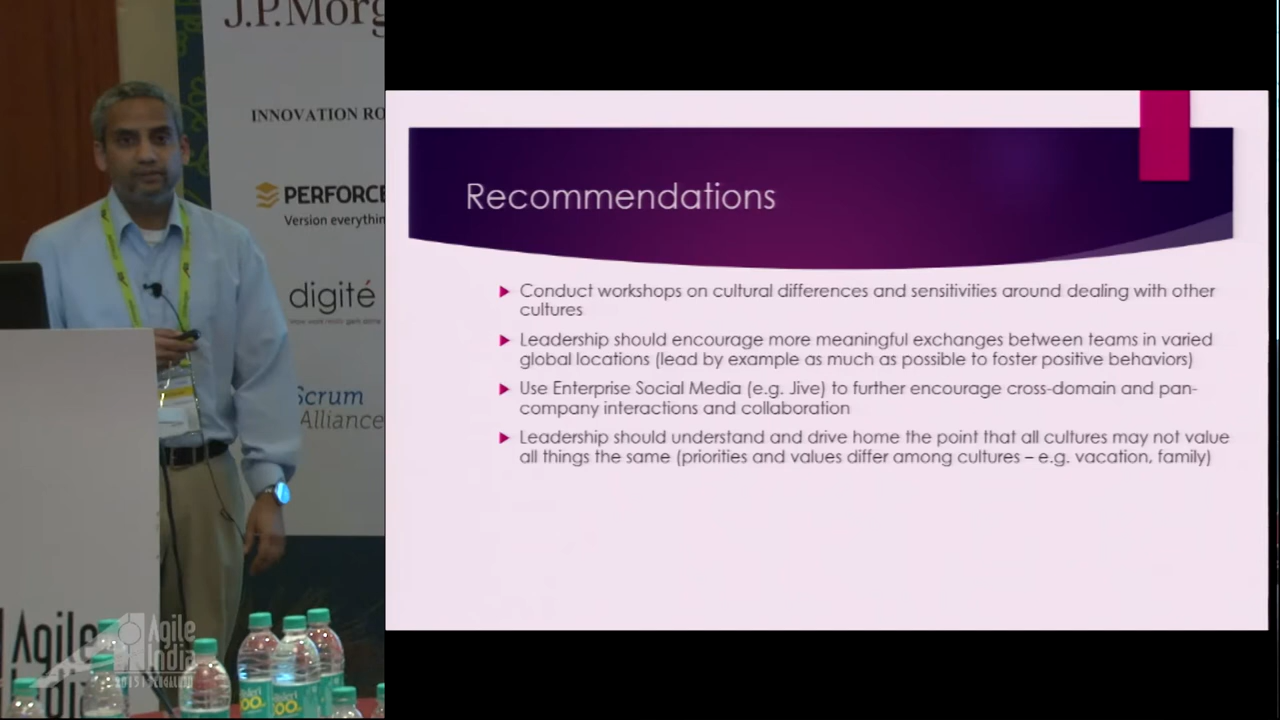 J.P.Morg
INNOVATION RO
PERFORCE
Version everythin
digité
Scrum
Alliance
Agile
India
Agile
India
2015 | BENGALURU
Recommendations
Conduct workshops on cultural differences and sensitivities around dealing with other
cultures
Leadership should encourage more meaningful exchanges between teams in varied
global locations (lead by example as much as possible to foster positive behaviors)
Use Enterprise Social Media (e.g. Jive) to further encourage cross-domain and pan-
company interactions and collaboration
Leadership should understand and drive home the point that all cultures may not value
all things the same (priorities and values differ among cultures – e.g. vacation, family)